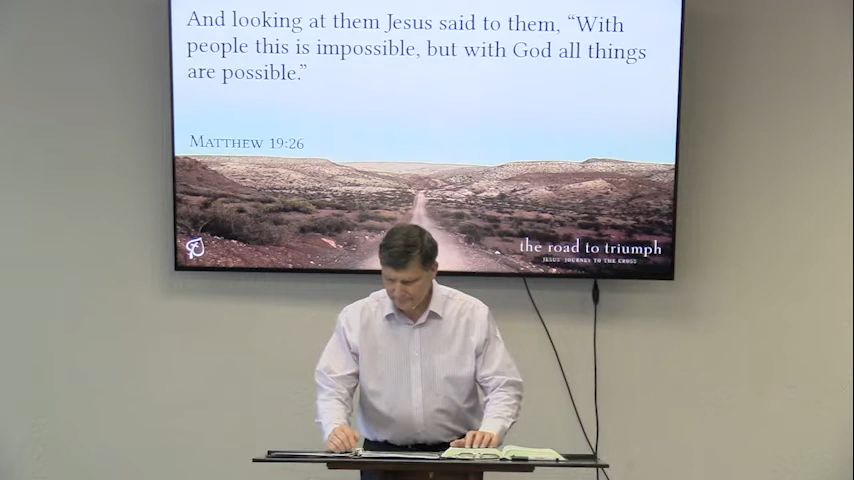 And looking at them Jesus said to them, “With
people this is impossible, but with God all things
are possible.”
Matthew 19:26
the road to triumph
JESUS' JOURNEY TO THE CROSS